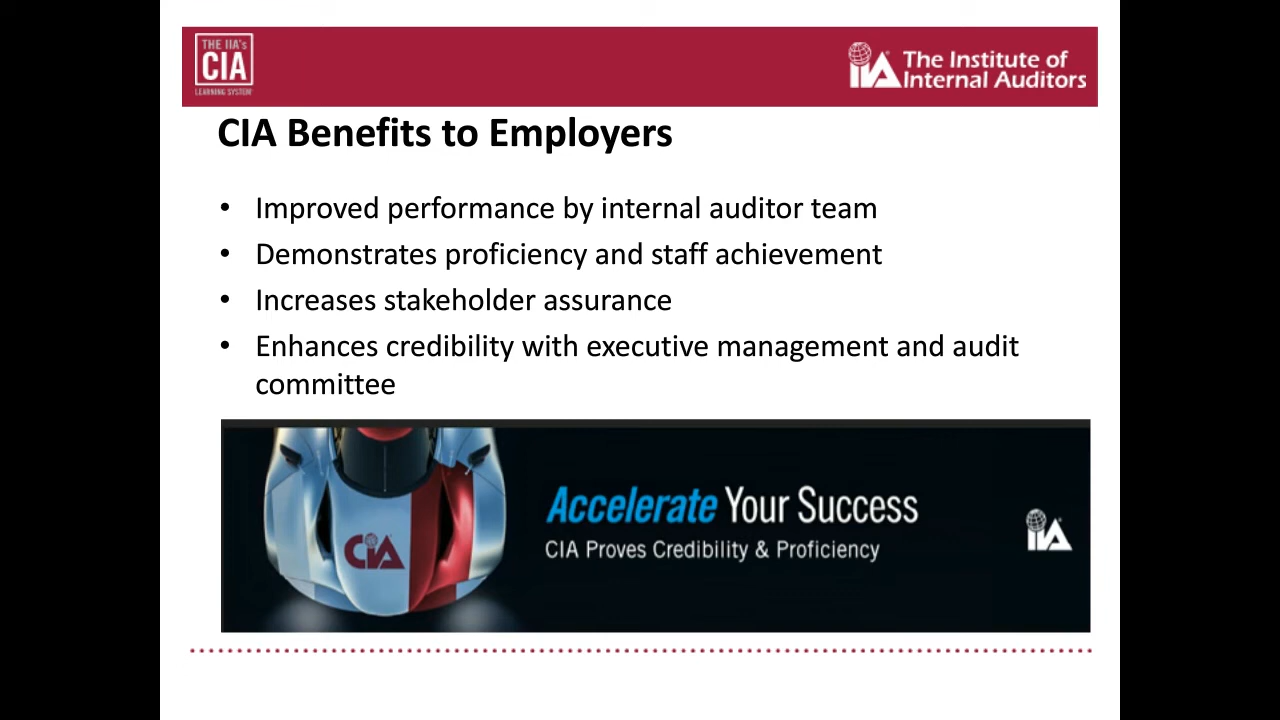 THE IIA's
CIA
LEARNING SYSTEM
IIA
The Institute of
Internal Auditors
CIA Benefits to Employers
• Improved performance by internal auditor team
• Demonstrates proficiency and staff achievement
• Increases stakeholder assurance
• Enhances credibility with executive management and audit
committee
CIA
Accelerate Your Success
CIA Proves Credibility & Proficiency
IIA